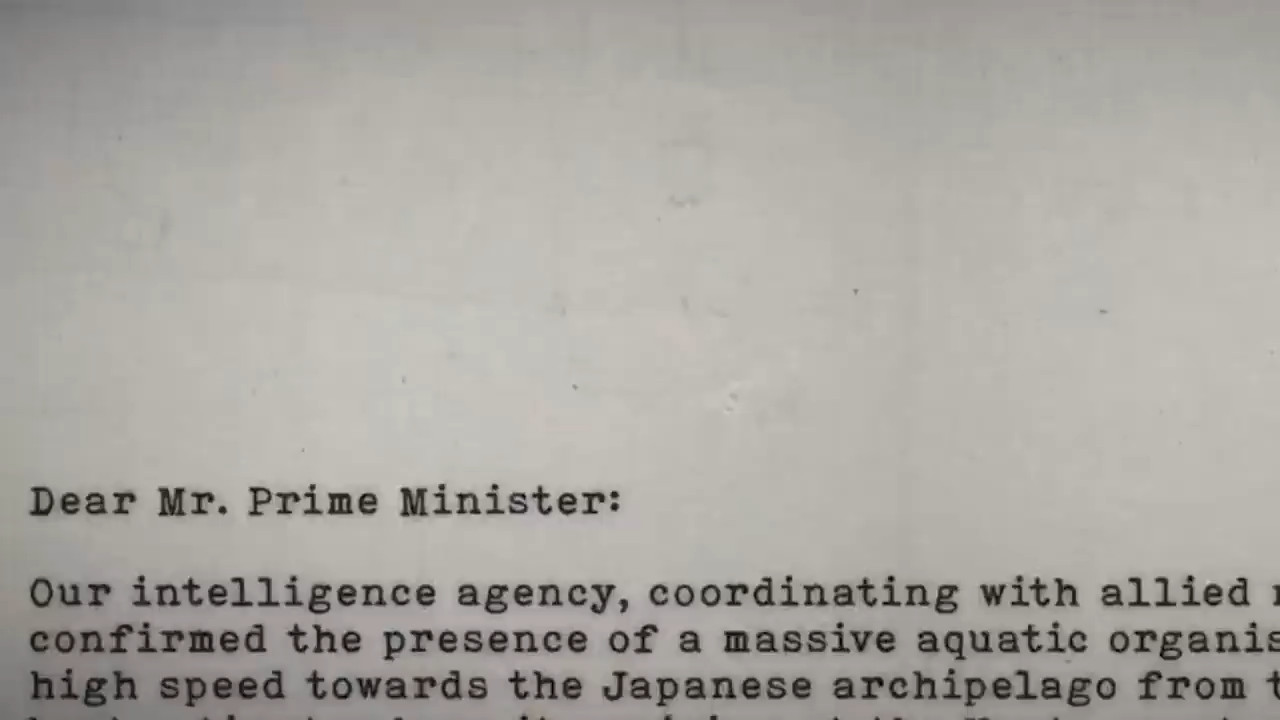 Dear Mr. Prime Minister:
Our intelligence agency, coordinating with allied
confirmed the presence of a massive aquatic
high speed towards the Japanese archipelago from